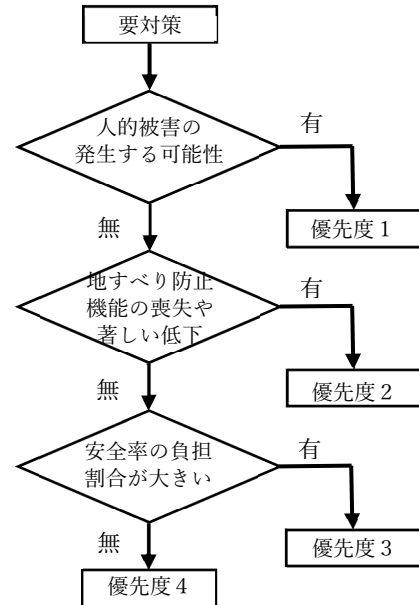 要対策
人的被害の
発生する可能性
有
優先度１
無
地すべり防止
機能の喪失や
著しい低下
有
優先度２
無
安全率の負担
割合が大きい
有
優先度３
無
優先度４